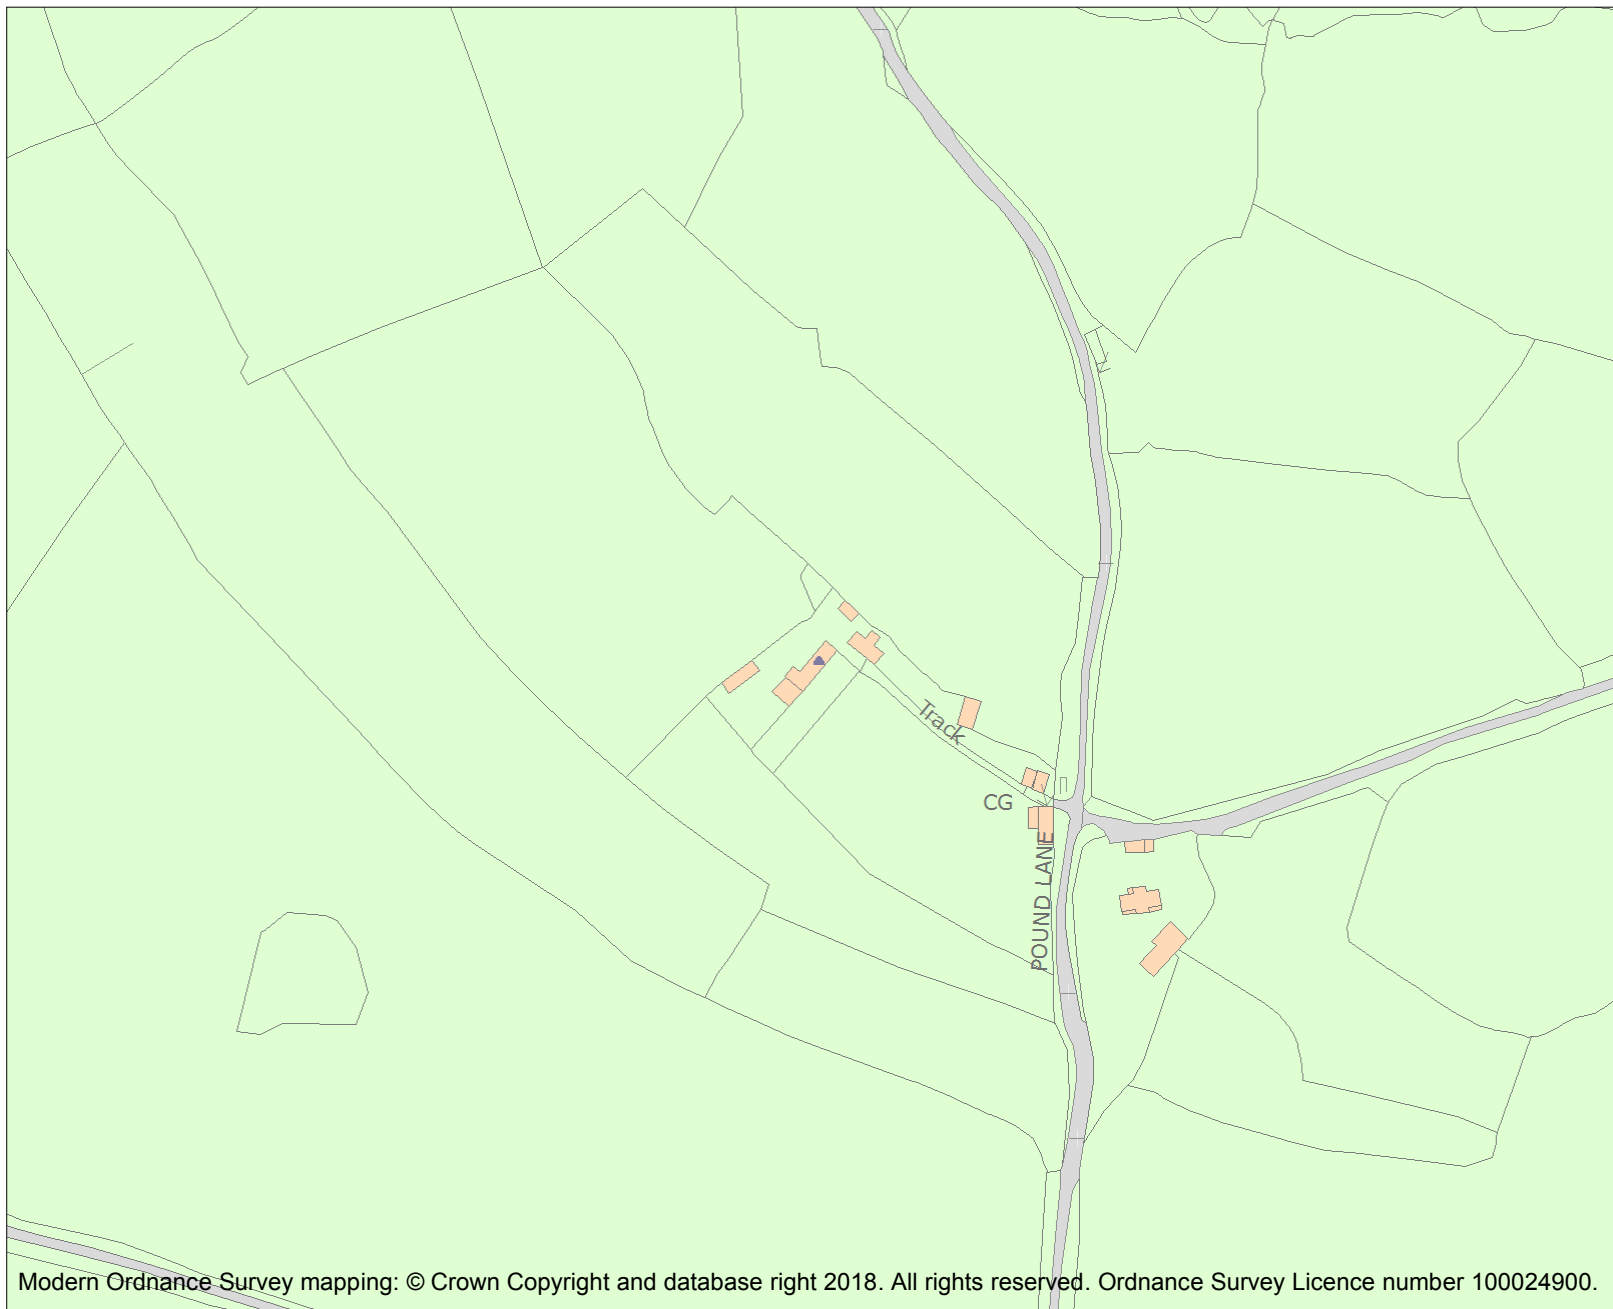 Track
CG
POUND LANE
Modern Ordnance Survey mapping: © Crown Copyright and database right 2018. All rights reserved. Ordnance Survey Licence number 100024900.